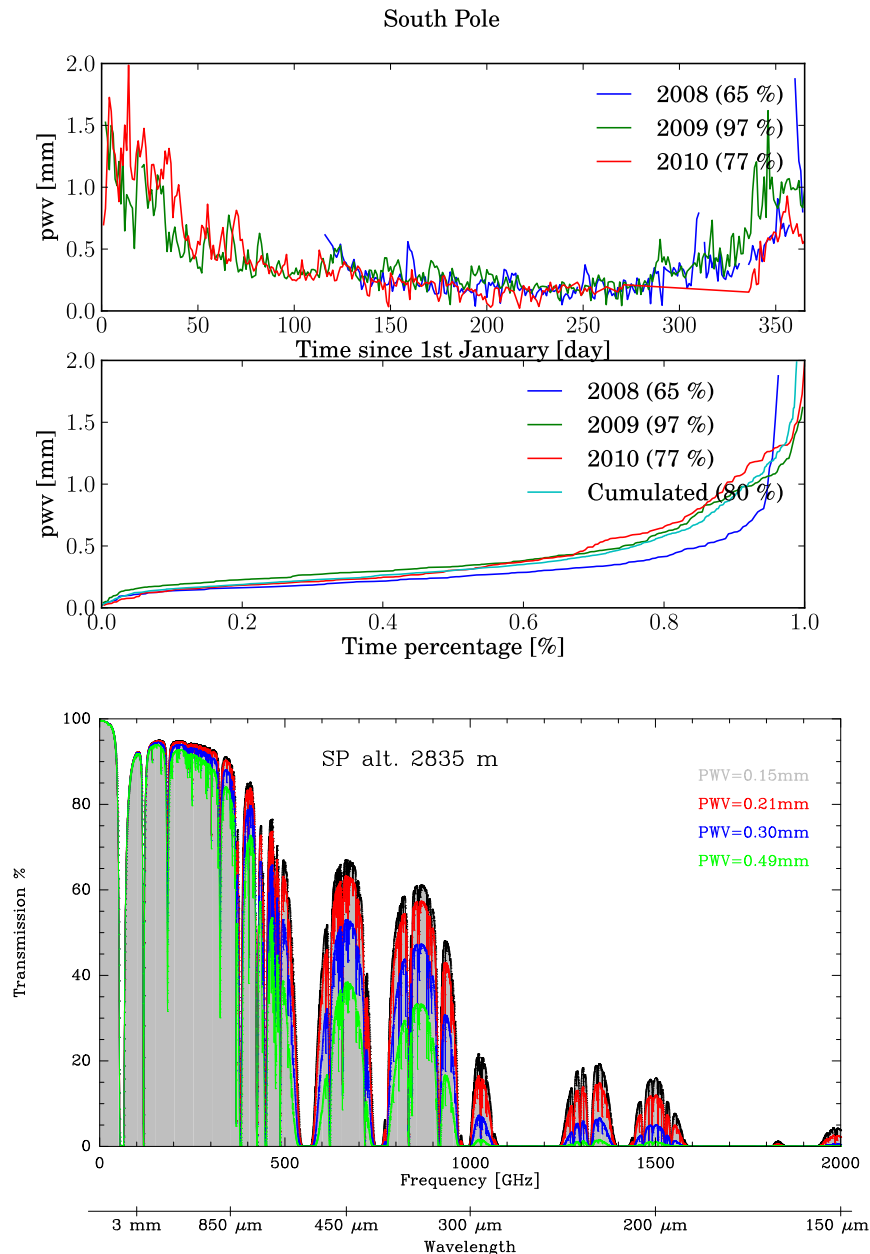 South Pole
2.0
1.5
1.0
0.5
0.0
pwv [mm]
2008 (65 %)
2009 (97 %)
2010 (77 %)
0 50 100 150 200 250 300 350
Time since 1st January [day]
2.0
1.5
1.0
0.5
0.0
pwv [mm]
2008 (65 %)
2009 (97 %)
2010 (77 %)
Cumulated (80 %)
0.0 0.2 0.4 0.6 0.8 1.0
Time percentage [%]
100
80
60
40
20
0
Transmission %
SP alt. 2835 m
PWV=0.15mm
PWV=0.21mm
PWV=0.30mm
PWV=0.49mm
0 500 1000 1500 2000
Frequency [GHz]
3 mm 850 μm 450 μm 300 μm 200 μm 150 μm
Wavelength